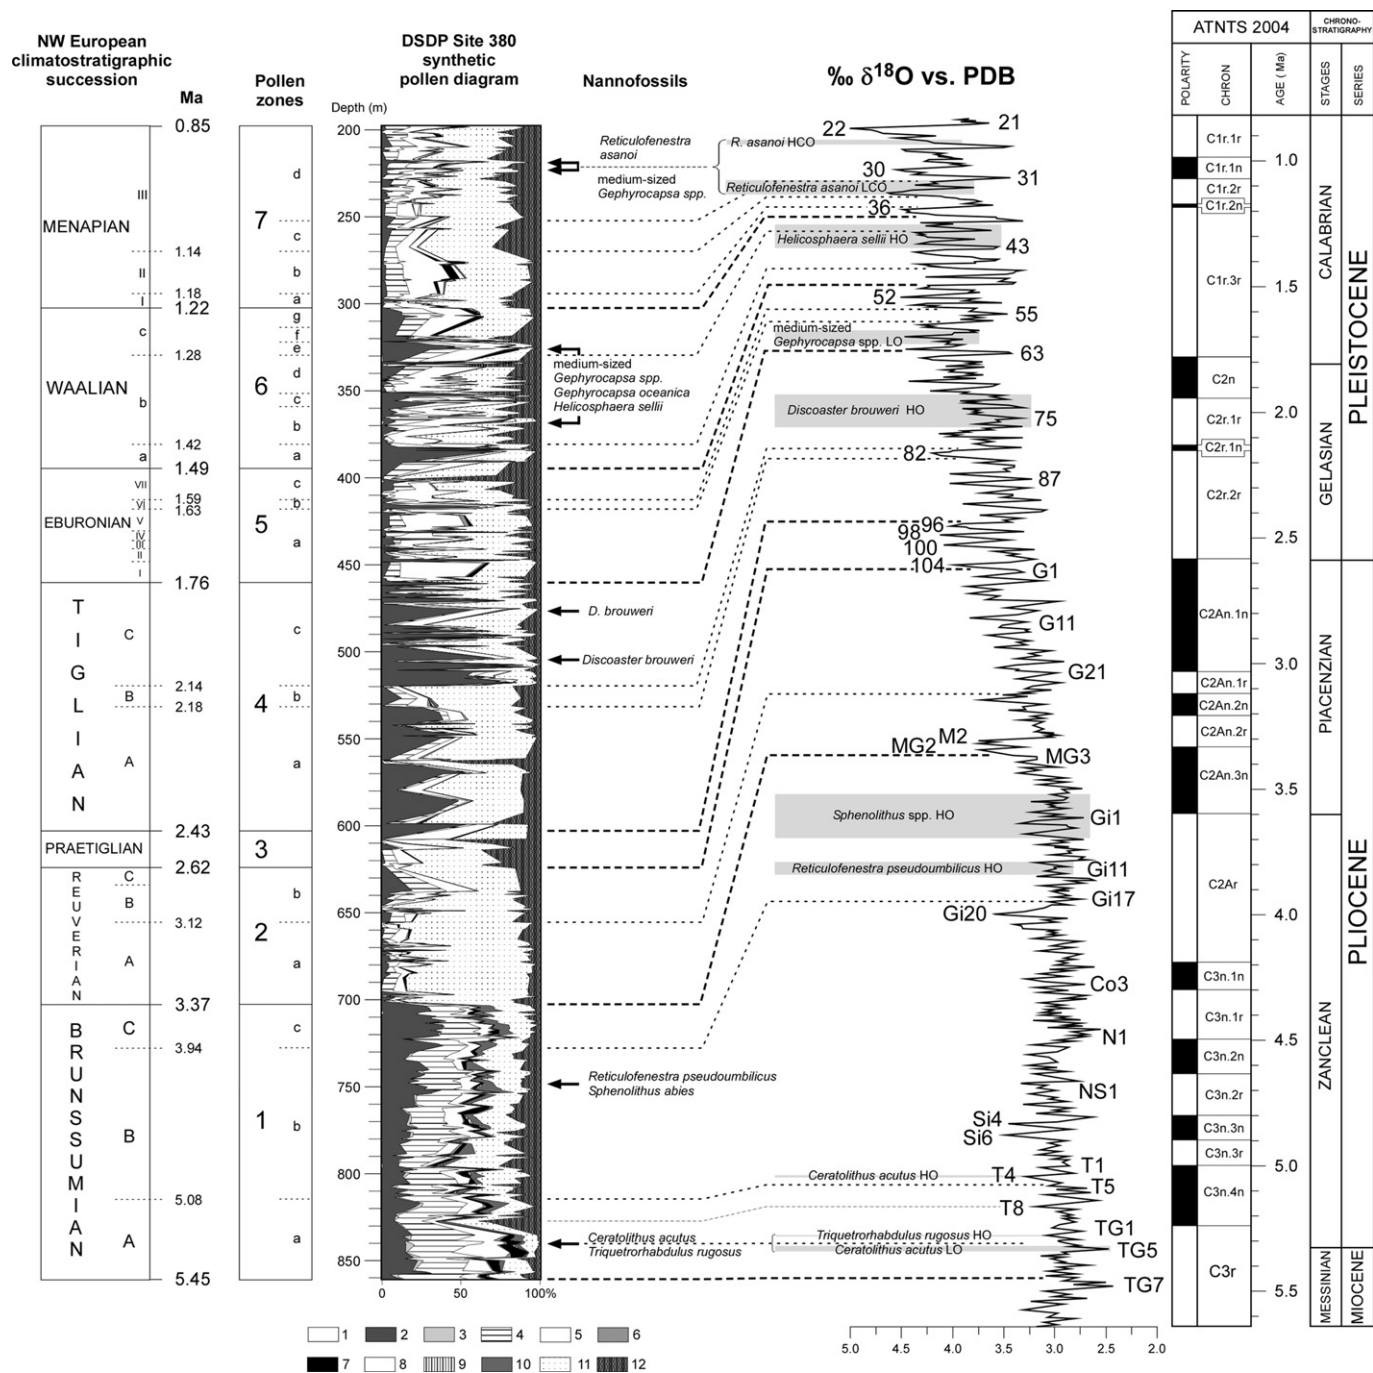 NW European
climatostratigraphic
succession
Ma
Pollen
zones
DSDP Site 380
synthetic
pollen diagram
Depth (m)
Nannofossils
‰ δ18O vs. PDB
ATNTS 2004
CHRONO-
STRATIGRAPHY
POLARITY
CHRON
AGE ( Ma)
STAGES
SERIES
MENAPIAN
III
II
I
WAALIAN
c
b
a
EBURONIAN
VII
VI
V
IV
III
II
I
TIGLIAN
C
B
A
PRAETIGLIAN
REUVERIAN
C
B
A
BRUNSSUMIAN
C
B
A
0.85
1.14
1.18
1.22
1.28
1.42
1.49
1.59
1.63
1.76
2.14
2.18
2.43
2.62
3.12
3.37
3.94
5.08
5.45
7
d
c
b
a
6
g
f
e
d
c
b
a
5
c
b
a
4
c
b
a
3
2
b
a
1
c
b
a
200
250
300
350
400
450
500
550
600
650
700
750
800
850
0
50
100%
Reticulofenestra
asanoi
medium-sized
Gephyrocapsa spp.
medium-sized
Gephyrocapsa spp.
Gephyrocapsa oceanica
Helicosphaera sellii
D. brouweri
Discoaster brouweri
Reticulofenestra pseudoumbilicus
Sphenolithus abies
Ceratolithus acutus
Triquetrorhabdulus rugosus
R. asanoi HCO
Reticulofenestra asanoi LCO
Helicosphaera sellii HO
medium-sized
Gephyrocapsa spp. LO
Discoaster brouweri HO
Sphenolithus spp. HO
Reticulofenestra pseudoumbilicus HO
Ceratolithus acutus HO
Triquetrorhabdulus rugosus HO
Ceratolithus acutus LO
22
21
30
31
36
43
52
55
63
75
82
87
96
98
100
104
G1
G11
G21
M2
MG2
MG3
Gi1
Gi11
Gi17
Gi20
Co3
N1
NS1
Si4
Si6
T1
T4
T5
T8
TG1
TG5
TG7
5.0
4.5
4.0
3.5
3.0
2.5
2.0
C1r.1r
C1r.1n
C1r.2r
C1r.2n
C1r.3r
C2n
C2r.1r
C2r.1n
C2r.2r
C2An.1n
C2An.1r
C2An.2n
C2An.2r
C2An.3n
C2Ar
C3n.1n
C3n.1r
C3n.2n
C3n.2r
C3n.3n
C3n.3r
C3n.4n
C3r
1.0
1.5
2.0
2.5
3.0
3.5
4.0
4.5
5.0
5.5
CALABRIAN
GELASIAN
PIACENZIAN
ZANCLEAN
MESSINIAN
PLEISTOCENE
PLIOCENE
MIOCENE
1
2
3
4
5
6
7
8
9
10
11
12